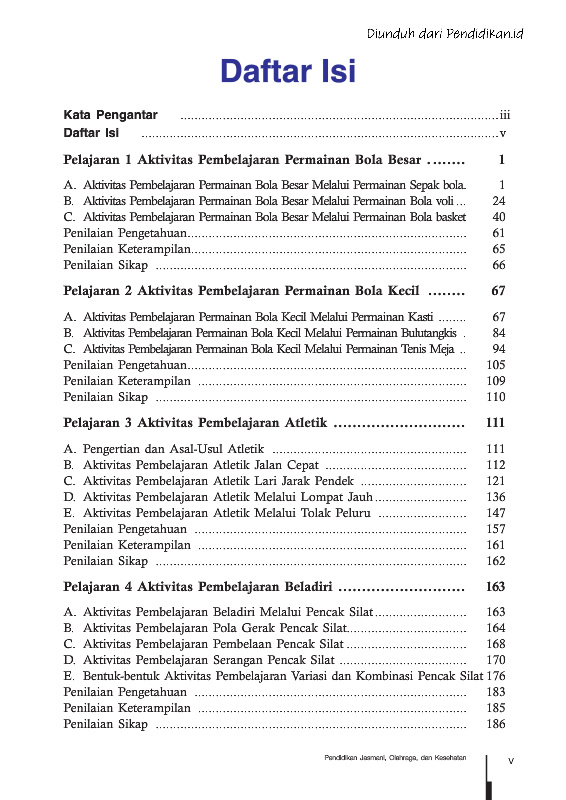 Diunduh dari Pendidikan.id
Daftar Isi
Kata Pengantar ........................................................................................... iii
Daftar Isi ...................................................................................................... v
Pelajaran 1 Aktivitas Pembelajaran Permainan Bola Besar ........ 1
A. Aktivitas Pembelajaran Permainan Bola Besar Melalui Permainan Sepak bola. 1
B. Aktivitas Pembelajaran Permainan Bola Besar Melalui Permainan Bola voli ... 24
C. Aktivitas Pembelajaran Permainan Bola Besar Melalui Permainan Bola basket 40
Penilaian Pengetahuan................................................................................ 61
Penilaian Keterampilan............................................................................... 65
Penilaian Sikap ......................................................................................... 66
Pelajaran 2 Aktivitas Pembelajaran Permainan Bola Kecil ........ 67
A. Aktivitas Pembelajaran Permainan Bola Kecil Melalui Permainan Kasti ........ 67
B. Aktivitas Pembelajaran Permainan Bola Kecil Melalui Permainan Bulutangkis . 84
C. Aktivitas Pembelajaran Permainan Bola Kecil Melalui Permainan Tenis Meja .. 94
Penilaian Pengetahuan................................................................................ 105
Penilaian Keterampilan ............................................................................. 109
Penilaian Sikap ......................................................................................... 110
Pelajaran 3 Aktivitas Pembelajaran Atletik ............................ 111
A. Pengertian dan Asal-Usul Atletik ........................................................ 111
B. Aktivitas Pembelajaran Atletik Jalan Cepat ......................................... 112
C. Aktivitas Pembelajaran Atletik Lari Jarak Pendek .............................. 121
D. Aktivitas Pembelajaran Atletik Melalui Lompat Jauh.......................... 136
E. Aktivitas Pembelajaran Atletik Melalui Tolak Peluru ......................... 147
Penilaian Pengetahuan .............................................................................. 157
Penilaian Keterampilan ............................................................................. 161
Penilaian Sikap ......................................................................................... 162
Pelajaran 4 Aktivitas Pembelajaran Beladiri ........................... 163
A. Aktivitas Pembelajaran Beladiri Melalui Pencak Silat.......................... 163
B. Aktivitas Pembelajaran Pola Gerak Pencak Silat.................................. 164
C. Aktivitas Pembelajaran Pembelaan Pencak Silat .................................. 168
D. Aktivitas Pembelajaran Serangan Pencak Silat .................................... 170
E. Bentuk-bentuk Aktivitas Pembelajaran Variasi dan Kombinasi Pencak Silat 176
Penilaian Pengetahuan .............................................................................. 183
Penilaian Keterampilan ............................................................................. 185
Penilaian Sikap ......................................................................................... 186
Pendidikan Jasmani, Olahraga, dan Kesehatan v